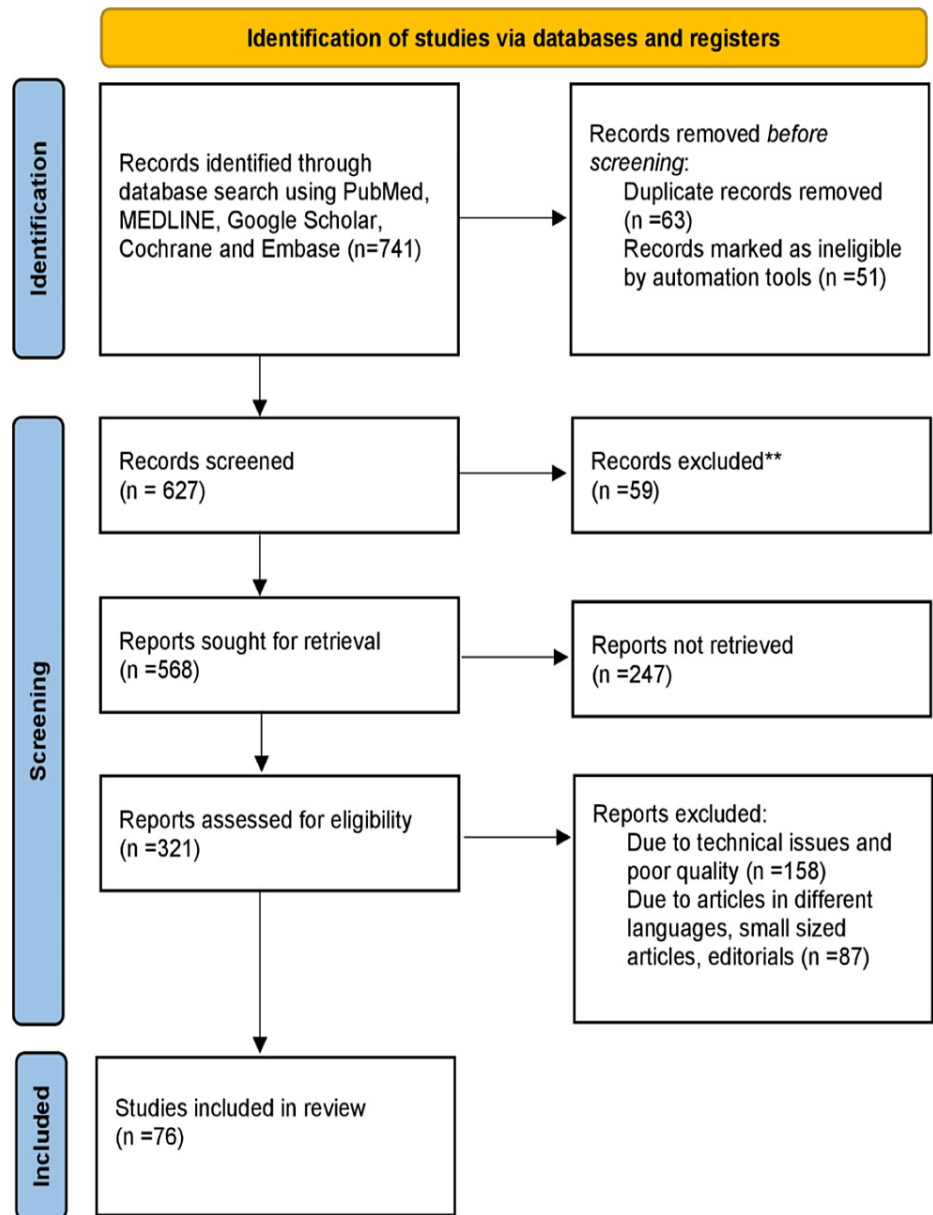 Identification of studies via databases and registers
Identification
Records identified through
database search using PubMed,
MEDLINE, Google Scholar,
Cochrane and Embase (n=741)
Records removed before
screening:
Duplicate records removed
(n =63)
Records marked as ineligible
by automation tools (n =51)
Screening
Records screened
(n = 627)
Records excluded**
(n =59)
Reports sought for retrieval
(n =568)
Reports not retrieved
(n =247)
Reports assessed for eligibility
(n =321)
Reports excluded:
Due to technical issues and
poor quality (n =158)
Due to articles in different
languages, small sized
articles, editorials (n =87)
Included
Studies included in review
(n =76)